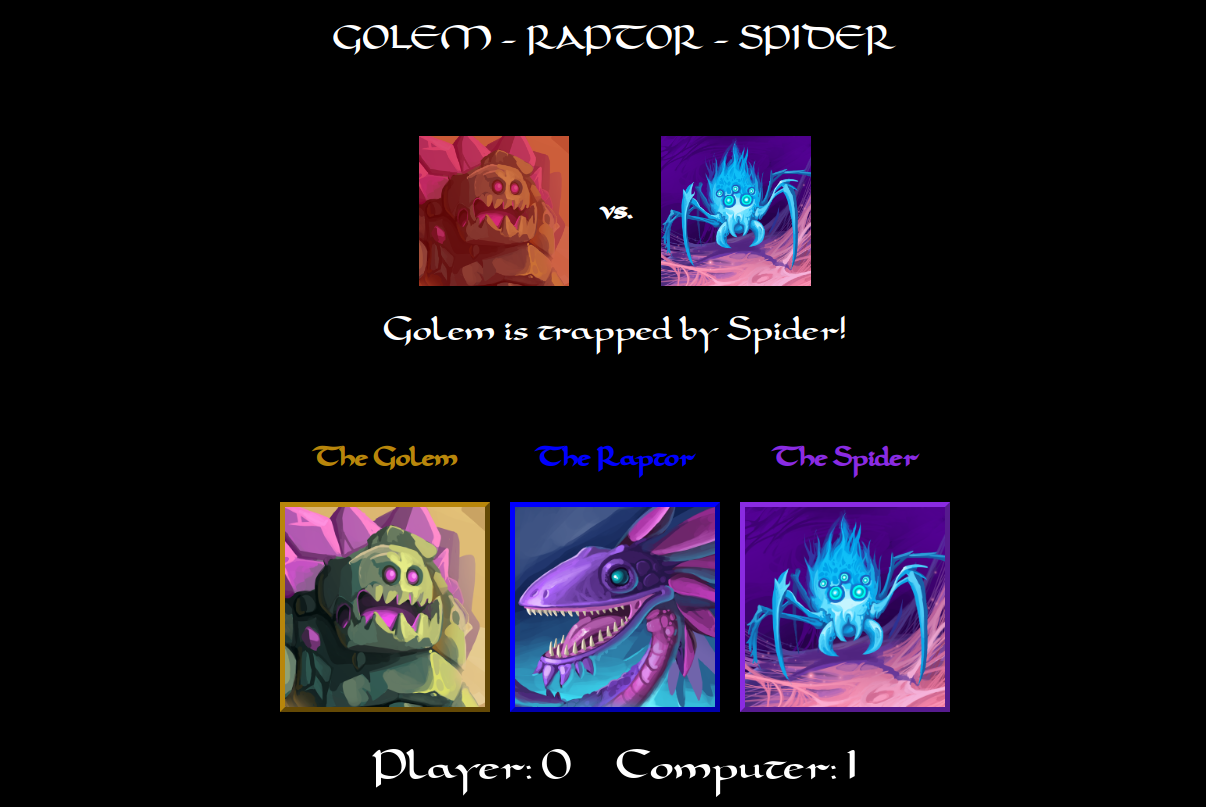 GOLEM - RAPTOR - SPIDER
vs.
Golem is trapped by Spider!
The Golem The Raptor The Spider
Player: 0 Computer: 1